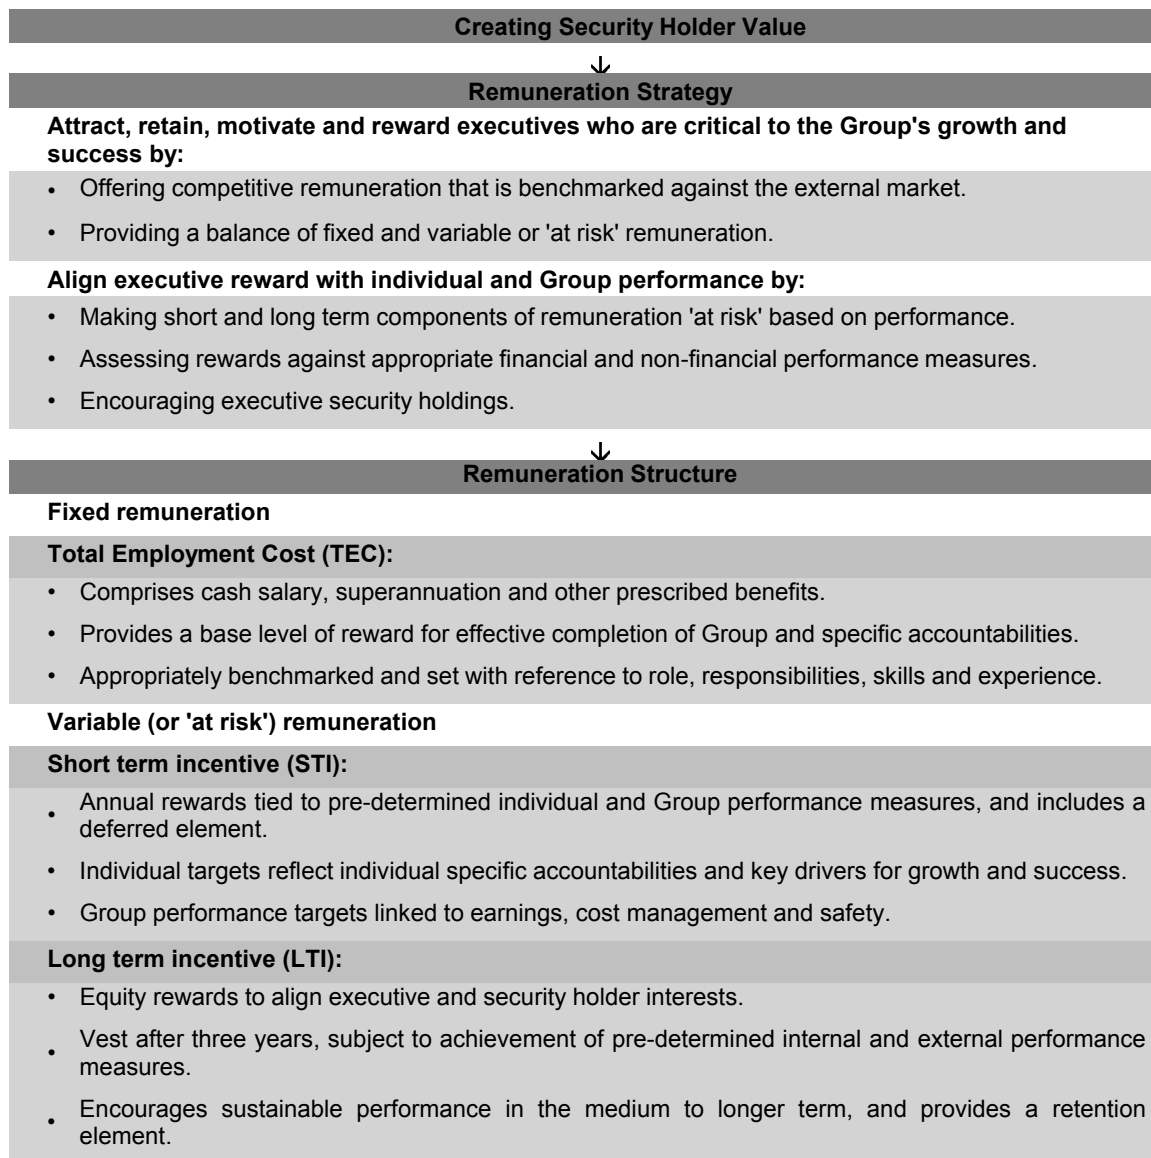 Creating Security Holder Value
↓
Remuneration Strategy
Attract, retain, motivate and reward executives who are critical to the Group's growth and
success by:
• Offering competitive remuneration that is benchmarked against the external market.
• Providing a balance of fixed and variable or 'at risk' remuneration.
Align executive reward with individual and Group performance by:
• Making short and long term components of remuneration 'at risk' based on performance.
• Assessing rewards against appropriate financial and non-financial performance measures.
• Encouraging executive security holdings.
↓
Remuneration Structure
Fixed remuneration
Total Employment Cost (TEC):
• Comprises cash salary, superannuation and other prescribed benefits.
• Provides a base level of reward for effective completion of Group and specific accountabilities.
• Appropriately benchmarked and set with reference to role, responsibilities, skills and experience.
Variable (or 'at risk') remuneration
Short term incentive (STI):
• Annual rewards tied to pre-determined individual and Group performance measures, and includes a
deferred element.
• Individual targets reflect individual specific accountabilities and key drivers for growth and success.
• Group performance targets linked to earnings, cost management and safety.
Long term incentive (LTI):
• Equity rewards to align executive and security holder interests.
• Vest after three years, subject to achievement of pre-determined internal and external performance
measures.
• Encourages sustainable performance in the medium to longer term, and provides a retention
element.